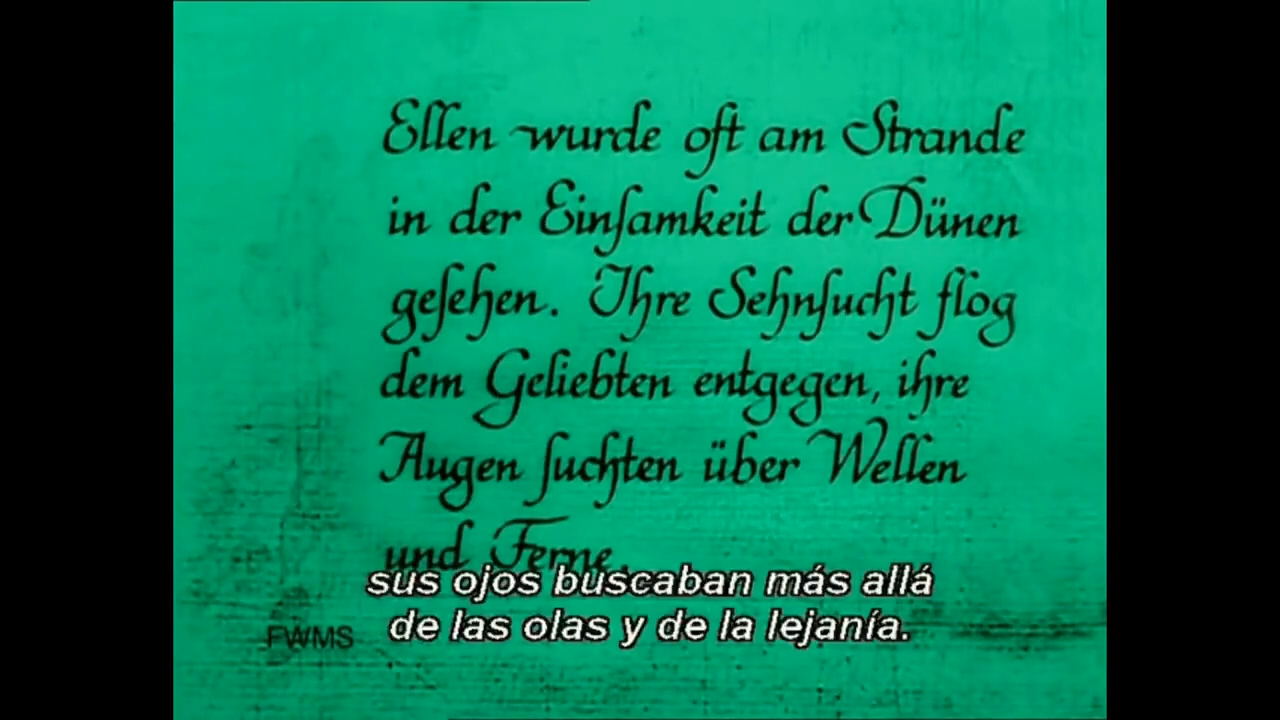 Ellen wurde oft am Strande
in der Einſamkeit der Dünen
geſehen. Ihre Sehnſucht flog
dem Geliebten entgegen, ihre
Augen ſuchten über Wellen
und Ferne.
sus ojos buscaban más allá
de las olas y de la lejanía.
FWMS